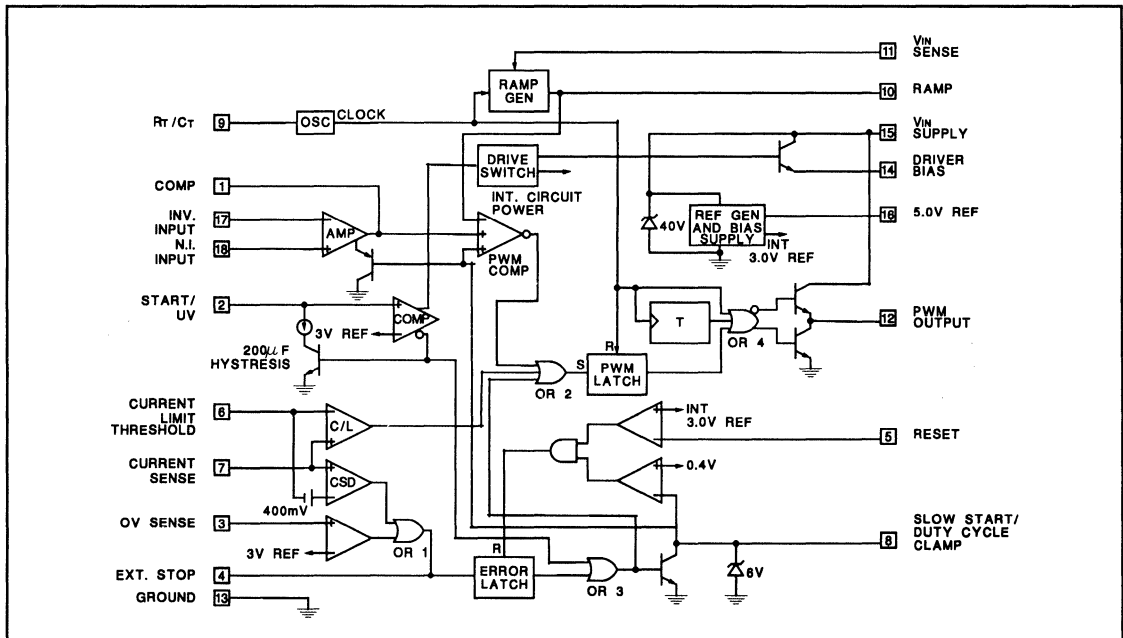 11
VIN
SENSE
RAMP
GEN
10
RAMP
RT/CT
9
OSC
CLOCK
15
VIN
SUPPLY
DRIVE
SWITCH
14
DRIVER
BIAS
COMP
1
INT. CIRCUIT
POWER
INV.
INPUT
17
-
AMP
N.I.
INPUT
18
+
-
+
+
PWM
COMP
40V
REF GEN
AND BIAS
SUPPLY
16
5.0V REF
INT
3.0V REF
START/
UV
2
+
COMP
-
3V REF
200μF
HYSTRESIS
T
OR 4
12
PWM
OUTPUT
R
S
PWM
LATCH
OR 2
CURRENT
LIMIT
THRESHOLD
6
-
C/L
+
+
INT
3.0V REF
-
5
RESET
CURRENT
SENSE
7
+
CSD
-
400mV
+
0.4V
-
OV SENSE
3
+
-
3V REF
OR 1
8
SLOW START/
DUTY CYCLE
CLAMP
EXT. STOP
4
R
ERROR
LATCH
OR 3
6V
GROUND
13